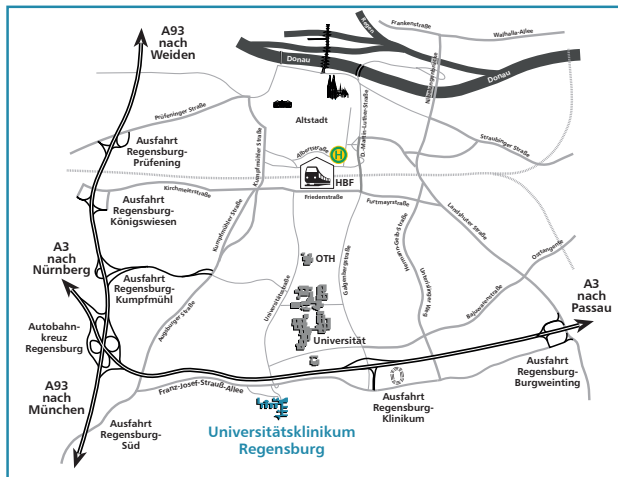 A93
nach
Weiden
Regen
Frankenstraße
Walhalla-Allee
Donau
Donau
Nordgaustraße
Prüfeninger Straße
Altstadt
D.-Martin-Luther-Straße
Straubinger Straße
Ausfahrt
Regensburg-
Prüfening
Kumpfmühler Straße
Albertstraße
H
HBF
Kirchmeierstraße
Friedenstraße
Furtmayrstraße
Landshuter Straße
Ausfahrt
Regensburg-
Königswiesen
Kumpfmühler Straße
Hermann-Geib-Straße
Osttangente
A3
nach
Nürnberg
OTH
Galgenbergstraße
Universitätsstraße
Unterislinger Weg
Ausfahrt
Regensburg-
Kumpfmühl
A3
nach
Passau
Augsburger Straße
Bajuwarenstraße
Autobahn-
kreuz
Regensburg
Universität
Ausfahrt
Regensburg-
Burgweinting
A93
nach
München
Franz-Josef-Strauß-Allee
Ausfahrt
Regensburg-
Klinikum
Ausfahrt
Regensburg-
Süd
Universitätsklinikum
Regensburg